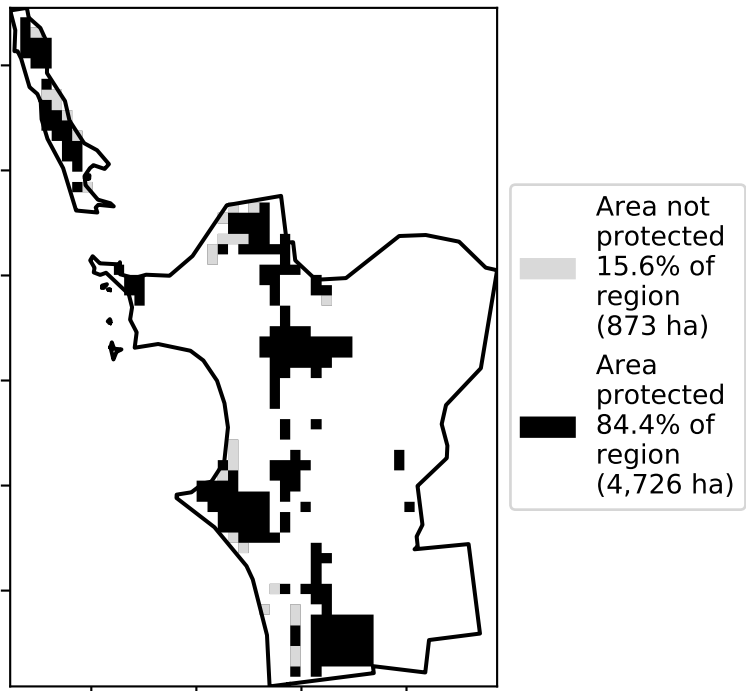 Area not
protected
15.6% of
region
(873 ha)
Area
protected
84.4% of
region
(4,726 ha)